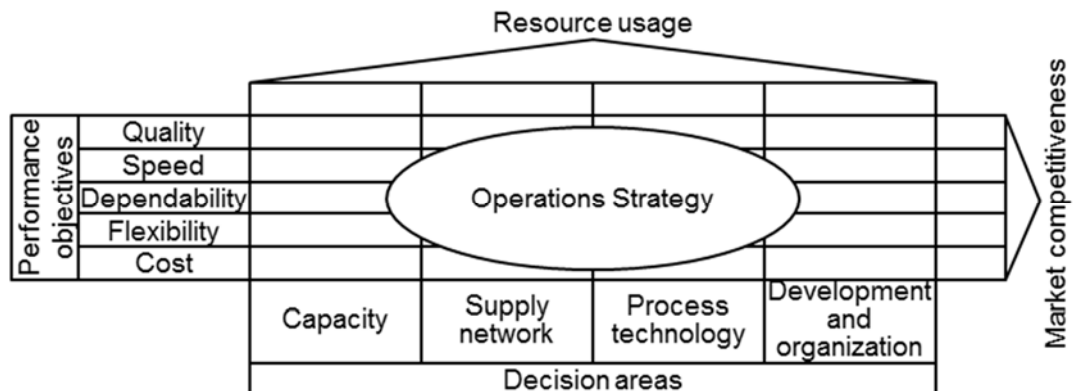 Resource usage
Performance
objectives
Quality
Speed
Dependability
Flexibility
Cost
Operations Strategy
Market competitiveness
Capacity
Supply
network
Process
technology
Development
and
organization
Decision areas